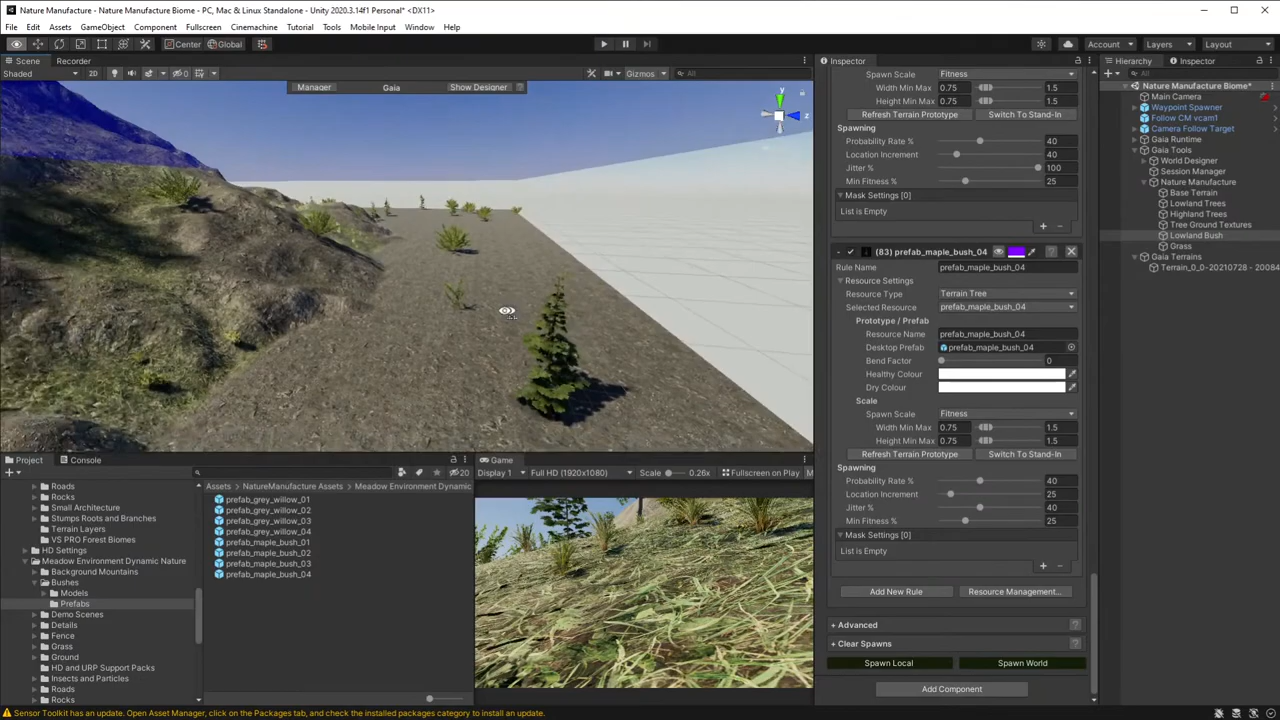 Nature Manufacture - Nature Manufacture Biome - PC, Mac & Linux Standalone - Unity 2020.3.14f1 Personal* <DX11>
File Edit Assets GameObject Component Fullscreen Cinemachine Tutorial Tools Mobile Input Window Help
Center Global Account Layers Layout
Scene Recorder
Shaded 2D 0 Gizmos All
Manager Gaia Show Designer ?
y
z
Project Console
20
Roads
Rocks
Small Architecture
Stumps Roots and Branches
Terrain Layers
VS PRO Forest Biomes
HD Settings
Meadow Environment Dynamic Nature
Background Mountains
Bushes
Models
Prefabs
Demo Scenes
Details
Fence
Grass
Ground
HD and URP Support Packs
Insects and Particles
Roads
Rocks
Assets NatureManufacture Assets Meadow Environment Dynamic
prefab_grey_willow_01
prefab_grey_willow_02
prefab_grey_willow_03
prefab_grey_willow_04
prefab_maple_bush_01
prefab_maple_bush_02
prefab_maple_bush_03
prefab_maple_bush_04
Game
Display 1 Full HD (1920x1080) Scale 0.26x Fullscreen on Play M
Inspector
Spawn Scale Fitness
Width Min Max 0.75 1.5
Height Min Max 0.75 1.5
Refresh Terrain Prototype Switch To Stand-In
Spawning
Probability Rate % 40
Location Increment 40
Jitter % 100
Min Fitness % 25
Mask Settings [0]
List is Empty
(83) prefab_maple_bush_04
Rule Name prefab_maple_bush_04
Resource Settings
Resource Type Terrain Tree
Selected Resource prefab_maple_bush_04
Prototype / Prefab
Resource Name prefab_maple_bush_04
Desktop Prefab prefab_maple_bush_04
Bend Factor 0
Healthy Colour
Dry Colour
Scale
Spawn Scale Fitness
Width Min Max 0.75 1.5
Height Min Max 0.75 1.5
Refresh Terrain Prototype Switch To Stand-In
Spawning
Probability Rate % 40
Location Increment 25
Jitter % 40
Min Fitness % 25
Mask Settings [0]
List is Empty
Add New Rule Resource Management...
Advanced ?
Clear Spawns ?
Spawn Local Spawn World
Add Component
Hierarchy Inspector
All
Nature Manufacture Biome*
Main Camera
Waypoint Spawner
Follow CM vcam1
Camera Follow Target
Gaia Runtime
Gaia Tools
World Designer
Session Manager
Nature Manufacture
Base Terrain
Lowland Trees
Highland Trees
Tree Ground Textures
Lowland Bush
Grass
Gaia Terrains
Terrain_0_0-20210728 - 20084
Sensor Toolkit has an update. Open Asset Manager, click on the Packages tab, and check the installed packages category to install an update.